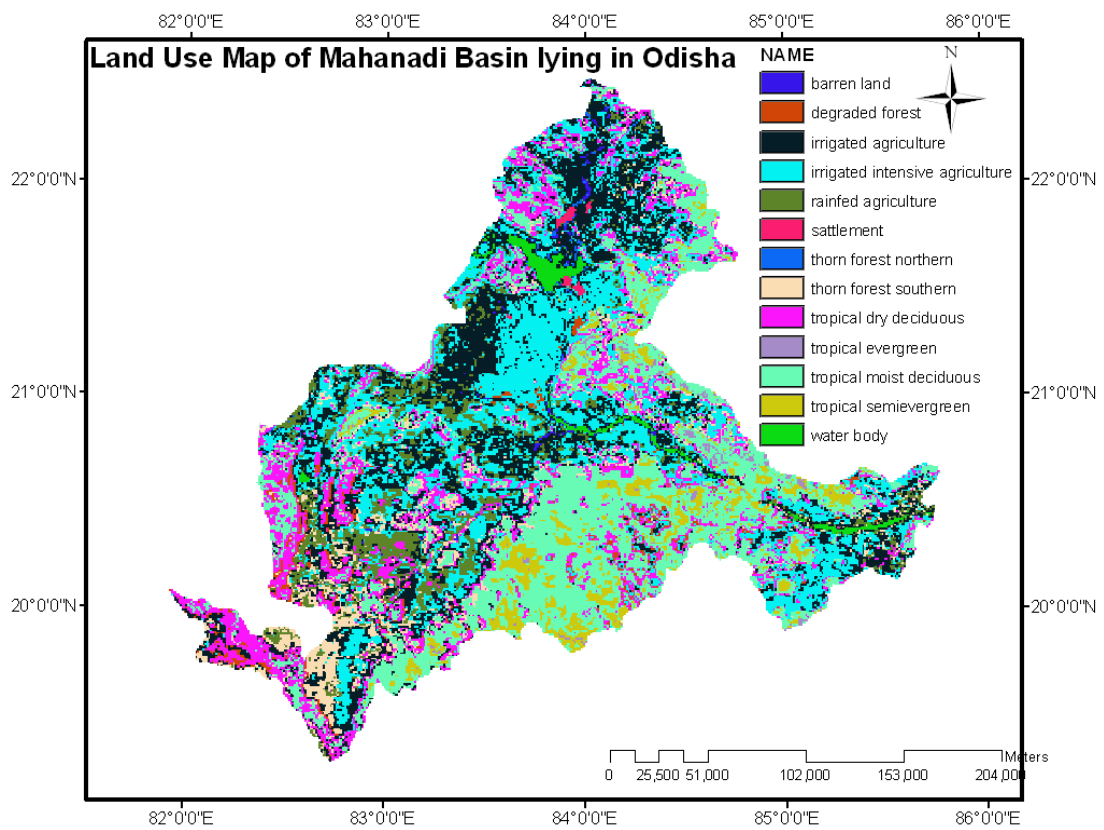 82°0'0"E 83°0'0"E 84°0'0"E 85°0'0"E 86°0'0"E
Land Use Map of Mahanadi Basin lying in Odisha
NAME
N
barren land
degraded forest
irrigated agriculture
irrigated intensive agriculture
rainfed agriculture
sattlement
thorn forest northern
thorn forest southern
tropical dry deciduous
tropical evergreen
tropical moist deciduous
tropical semievergreen
water body
22°0'0"N 22°0'0"N
21°0'0"N 21°0'0"N
20°0'0"N 20°0'0"N
Meters
0 25,500 51,000 102,000 153,000 204,000
82°0'0"E 83°0'0"E 84°0'0"E 85°0'0"E 86°0'0"E